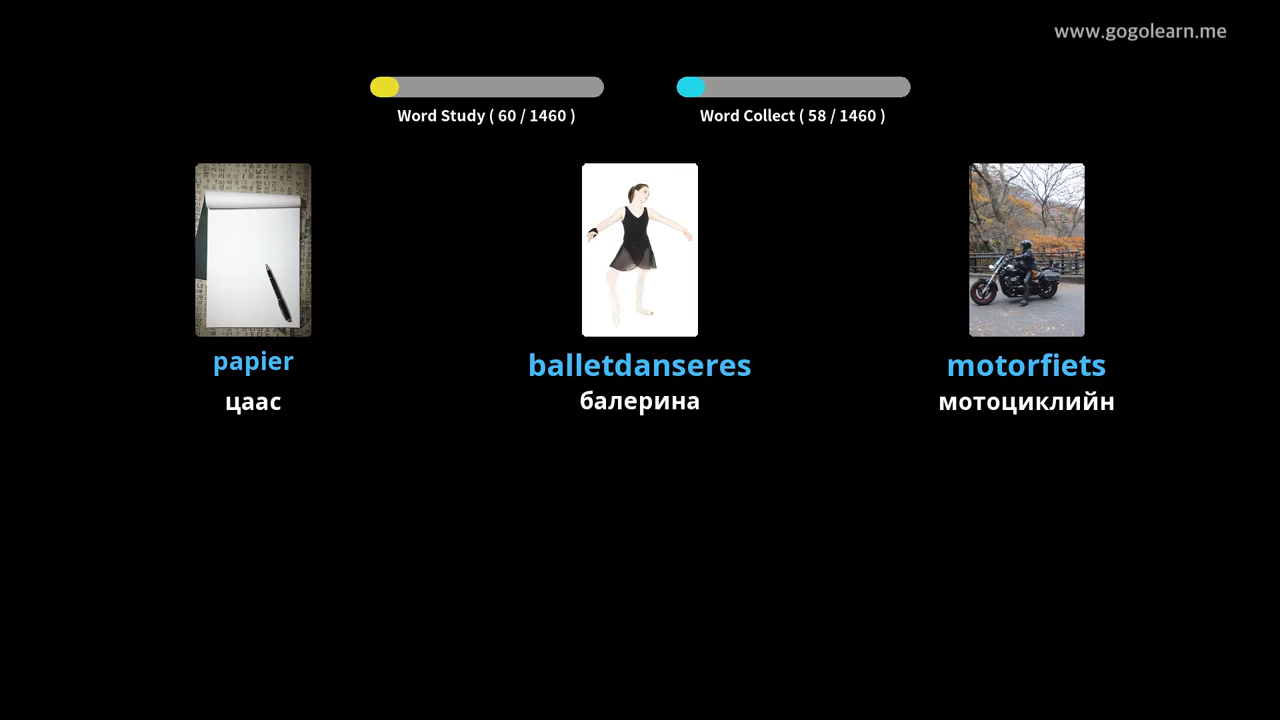 www.gogolearn.me
Word Study ( 60 / 1460 )
Word Collect ( 58 / 1460 )
papier
balletdanseres
motorfiets
цаас
балерина
мотоциклийн